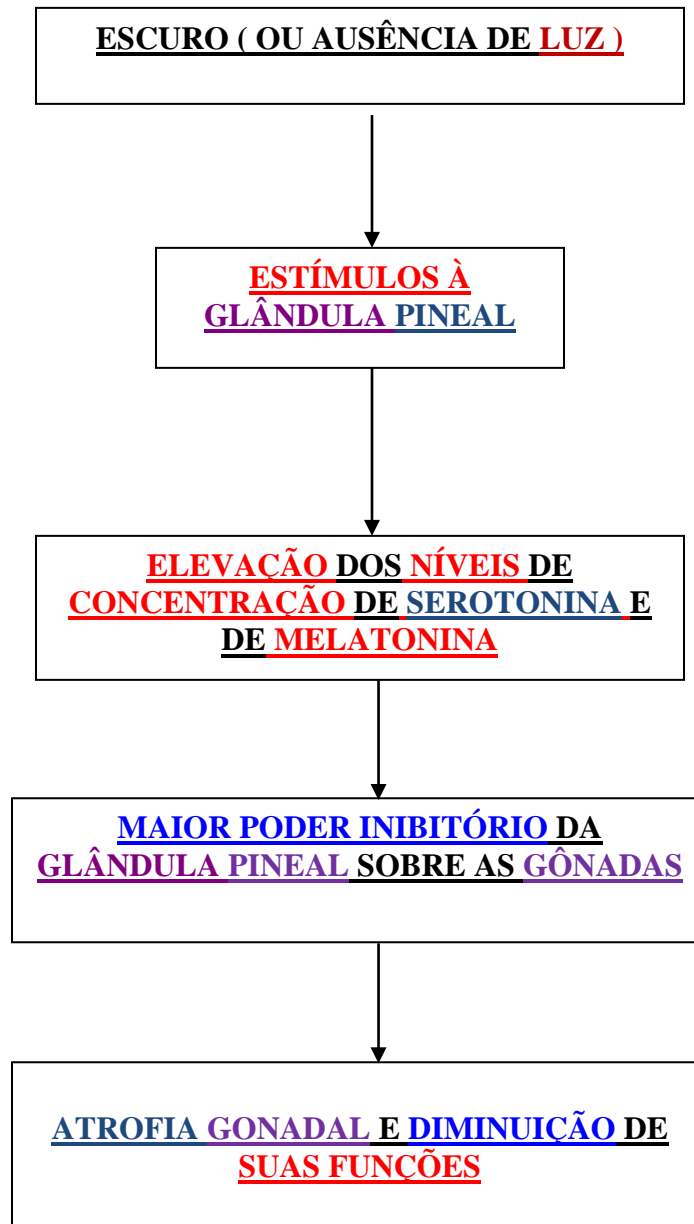 ESCURO ( OU AUSÊNCIA DE LUZ )
ESTÍMULOS À
GLÂNDULA PINEAL
ELEVAÇÃO DOS NÍVEIS DE
CONCENTRAÇÃO DE SEROTONINA E
DE MELATONINA
MAIOR PODER INIBITÓRIO DA
GLÂNDULA PINEAL SOBRE AS GÔNADAS
ATROFIA GONADAL E DIMINUIÇÃO DE
SUAS FUNÇÕES